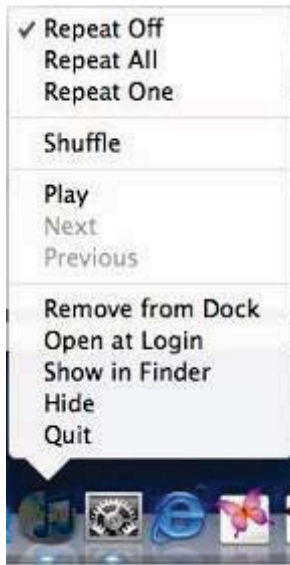 Repeat Off
Repeat All
Repeat One
Shuffle
Play
Next
Previous
Remove from Dock
Open at Login
Show in Finder
Hide
Quit